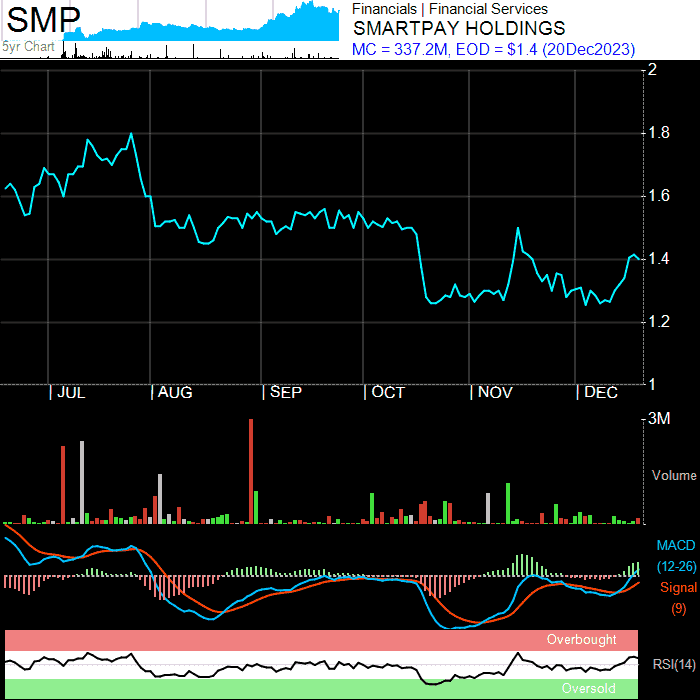 SMP
5yr Chart
Financials | Financial Services
SMARTPAY HOLDINGS
MC = 337.2M, EOD = $1.4 (20Dec2023)
2
1.8
1.6
1.4
1.2
1
| JUL | AUG | SEP | OCT | NOV | DEC
3M
Volume
MACD
(12-26)
Signal
(9)
Overbought
RSI(14)
Oversold